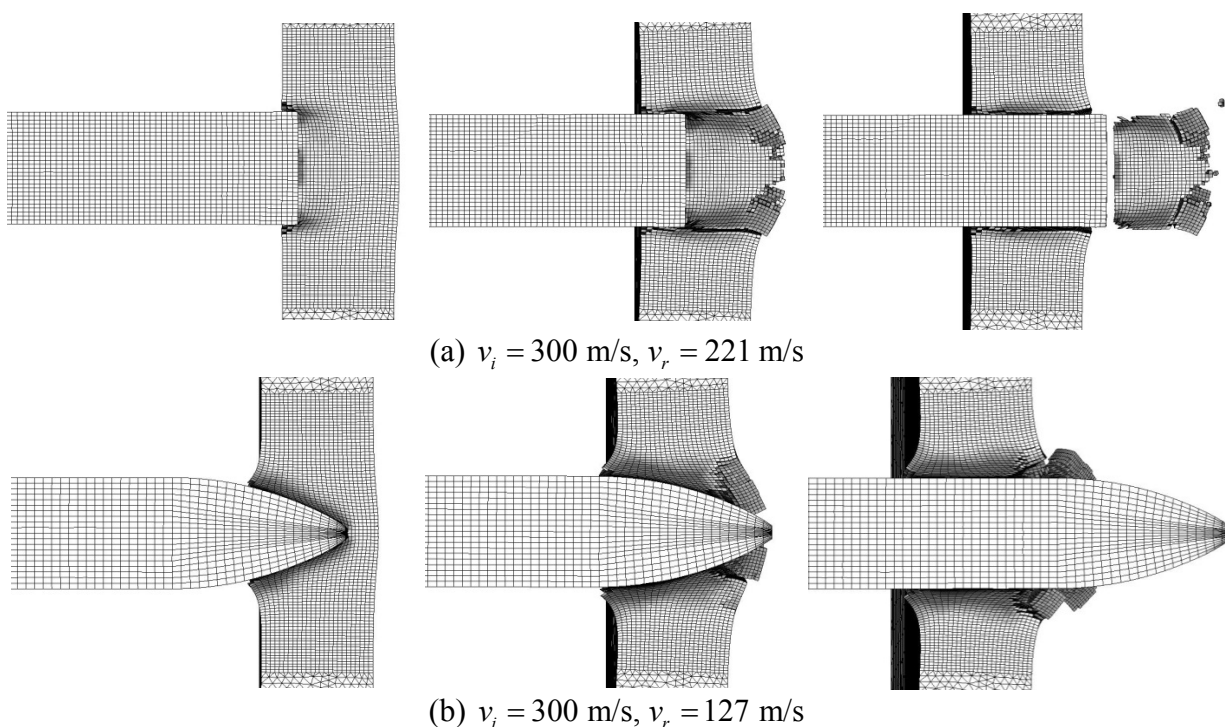 (a) v_i = 300 m/s, v_r = 221 m/s
(b) v_i = 300 m/s, v_r = 127 m/s